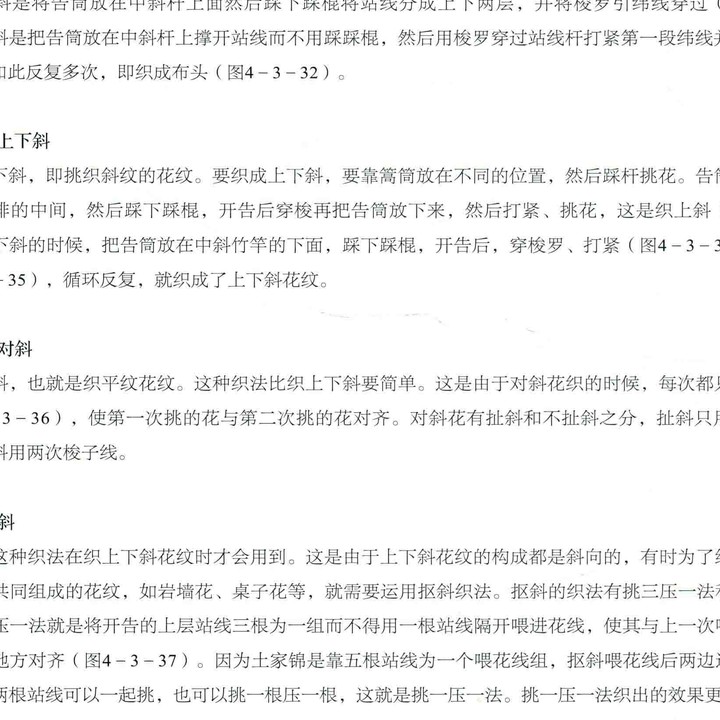 斜是将告筒放在中斜杆上面然后踩下踩棍将站线分成上下两层，并将梭罗引纬线穿过（
斜是把告筒放在中斜杆上撑开站线而不用踩踩棍，然后用梭罗穿过站线杆打紧第一段纬线并
如此反复多次，即织成布头（图4－3－32）。
上下斜
下斜，即挑织斜纹的花纹。要织成上下斜，要靠篙筒放在不同的位置，然后踩杆挑花。告筒
排的中间，然后踩下踩棍，开告后穿梭再把告筒放下来，然后打紧、挑花，这是织上斜
下斜的时候，把告筒放在中斜竹竿的下面，踩下踩棍，开告后，穿梭罗、打紧（图4－3－3
－35），循环反复，就织成了上下斜花纹。
对斜
斜，也就是织平纹花纹。这种织法比织上下斜要简单。这是由于对斜花织的时候，每次都只
3－36），使第一次挑的花与第二次挑的花对齐。对斜花有扯斜和不扯斜之分，扯斜只用
斜用两次梭子线。
斜
这种织法在织上下斜花纹时才会用到。这是由于上下斜花纹的构成都是斜向的，有时为了
共同组成的花纹，如岩墙花、桌子花等，就需要运用抠斜织法。抠斜的织法有挑三压一法和
压一法就是将开告的上层站线三根为一组而不得用一根站线隔开喂进花线，使其与上一次
地方对齐（图4－3－37）。因为土家锦是靠五根站线为一个喂花线组，抠斜喂花线后两边
两根站线可以一起挑，也可以挑一根压一根，这就是挑一压一法。挑一压一法织出的效果更